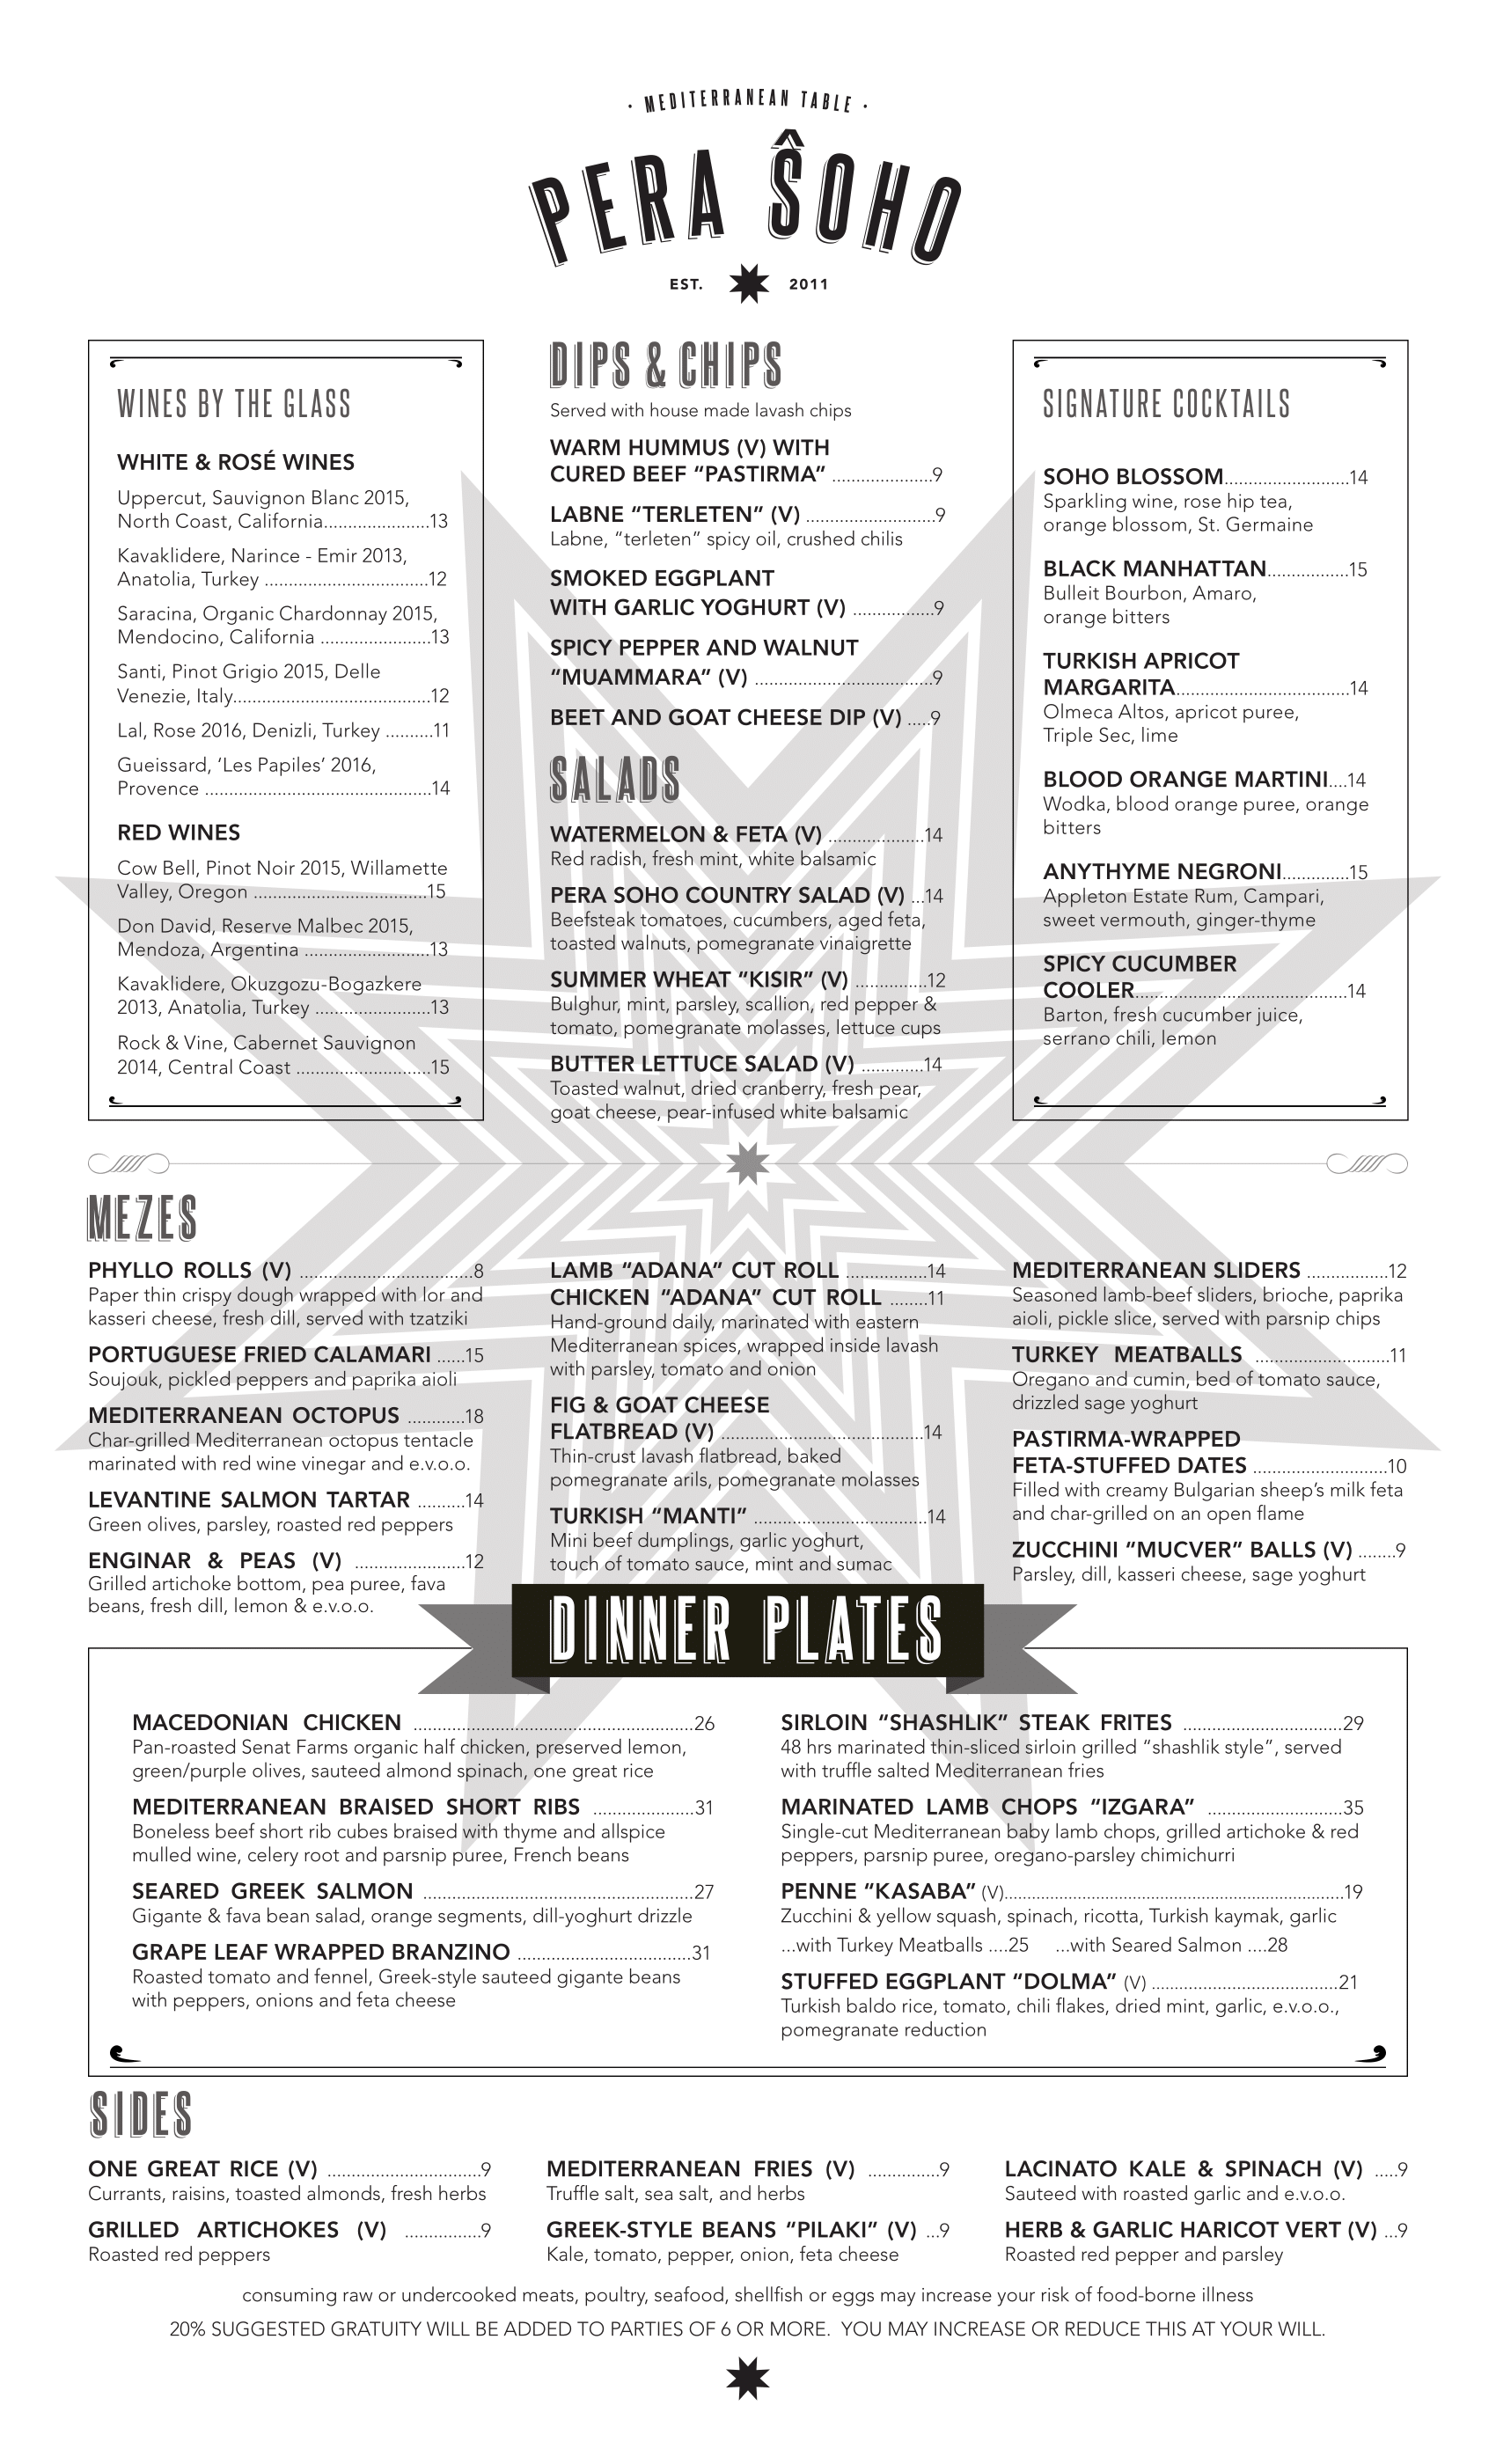 · MEDITERRANEAN TABLE ·
PERA ŜOHO
EST. 2011
WINES BY THE GLASS
WHITE & ROSÉ WINES
Uppercut, Sauvignon Blanc 2015,
North Coast, California......................13
Kavaklidere, Narince - Emir 2013,
Anatolia, Turkey ..................................12
Saracina, Organic Chardonnay 2015,
Mendocino, California .......................13
Santi, Pinot Grigio 2015, Delle
Venezie, Italy.........................................12
Lal, Rose 2016, Denizli, Turkey ..........11
Gueissard, ‘Les Papiles’ 2016,
Provence ...............................................14
RED WINES
Cow Bell, Pinot Noir 2015, Willamette
Valley, Oregon ....................................15
Don David, Reserve Malbec 2015,
Mendoza, Argentina ..........................13
Kavaklidere, Okuzgozu-Bogazkere
2013, Anatolia, Turkey ........................13
Rock & Vine, Cabernet Sauvignon
2014, Central Coast ............................15
DIPS & CHIPS
Served with house made lavash chips
WARM HUMMUS (V) WITH
CURED BEEF “PASTIRMA” .....................9
LABNE “TERLETEN” (V) ...........................9
Labne, “terleten” spicy oil, crushed chilis
SMOKED EGGPLANT
WITH GARLIC YOGHURT (V) .................9
SPICY PEPPER AND WALNUT
“MUAMMARA” (V) .....................................9
BEET AND GOAT CHEESE DIP (V) .....9
SALADS
WATERMELON & FETA (V) ....................14
Red radish, fresh mint, white balsamic
PERA SOHO COUNTRY SALAD (V) ...14
Beefsteak tomatoes, cucumbers, aged feta,
toasted walnuts, pomegranate vinaigrette
SUMMER WHEAT “KISIR” (V) ...............12
Bulghur, mint, parsley, scallion, red pepper &
tomato, pomegranate molasses, lettuce cups
BUTTER LETTUCE SALAD (V) .............14
Toasted walnut, dried cranberry, fresh pear,
goat cheese, pear-infused white balsamic
SIGNATURE COCKTAILS
SOHO BLOSSOM..........................14
Sparkling wine, rose hip tea,
orange blossom, St. Germaine
BLACK MANHATTAN.................15
Bulleit Bourbon, Amaro,
orange bitters
TURKISH APRICOT
MARGARITA....................................14
Olmeca Altos, apricot puree,
Triple Sec, lime
BLOOD ORANGE MARTINI....14
Wodka, blood orange puree, orange
bitters
ANYTHYME NEGRONI..............15
Appleton Estate Rum, Campari,
sweet vermouth, ginger-thyme
SPICY CUCUMBER
COOLER............................................14
Barton, fresh cucumber juice,
serrano chili, lemon
MEZES
PHYLLO ROLLS (V) ....................................8
Paper thin crispy dough wrapped with lor and
kasseri cheese, fresh dill, served with tzatziki
PORTUGUESE FRIED CALAMARI ......15
Soujouk, pickled peppers and paprika aioli
MEDITERRANEAN OCTOPUS ............18
Char-grilled Mediterranean octopus tentacle
marinated with red wine vinegar and e.v.o.o.
LEVANTINE SALMON TARTAR ..........14
Green olives, parsley, roasted red peppers
ENGINAR & PEAS (V) .......................12
Grilled artichoke bottom, pea puree, fava
beans, fresh dill, lemon & e.v.o.o.
LAMB “ADANA” CUT ROLL .................14
CHICKEN “ADANA” CUT ROLL ........11
Hand-ground daily, marinated with eastern
Mediterranean spices, wrapped inside lavash
with parsley, tomato and onion
FIG & GOAT CHEESE
FLATBREAD (V) ..........................................14
Thin-crust lavash flatbread, baked
pomegranate arils, pomegranate molasses
TURKISH “MANTI” ....................................14
Mini beef dumplings, garlic yoghurt,
touch of tomato sauce, mint and sumac
MEDITERRANEAN SLIDERS .................12
Seasoned lamb-beef sliders, brioche, paprika
aioli, pickle slice, served with parsnip chips
TURKEY MEATBALLS ............................11
Oregano and cumin, bed of tomato sauce,
drizzled sage yoghurt
PASTIRMA-WRAPPED
FETA-STUFFED DATES ............................10
Filled with creamy Bulgarian sheep’s milk feta
and char-grilled on an open flame
ZUCCHINI “MUCVER” BALLS (V) ........9
Parsley, dill, kasseri cheese, sage yoghurt
DINNER PLATES
MACEDONIAN CHICKEN ..........................................................26
Pan-roasted Senat Farms organic half chicken, preserved lemon,
green/purple olives, sauteed almond spinach, one great rice
MEDITERRANEAN BRAISED SHORT RIBS .....................31
Boneless beef short rib cubes braised with thyme and allspice
mulled wine, celery root and parsnip puree, French beans
SEARED GREEK SALMON ........................................................27
Gigante & fava bean salad, orange segments, dill-yoghurt drizzle
GRAPE LEAF WRAPPED BRANZINO ....................................31
Roasted tomato and fennel, Greek-style sauteed gigante beans
with peppers, onions and feta cheese
SIRLOIN “SHASHLIK” STEAK FRITES .................................29
48 hrs marinated thin-sliced sirloin grilled “shashlik style”, served
with truffle salted Mediterranean fries
MARINATED LAMB CHOPS “IZGARA” ............................35
Single-cut Mediterranean baby lamb chops, grilled artichoke & red
peppers, parsnip puree, oregano-parsley chimichurri
PENNE “KASABA” (V)......................................................................19
Zucchini & yellow squash, spinach, ricotta, Turkish kaymak, garlic
...with Turkey Meatballs ....25 ...with Seared Salmon ....28
STUFFED EGGPLANT “DOLMA” (V) .......................................21
Turkish baldo rice, tomato, chili flakes, dried mint, garlic, e.v.o.o.,
pomegranate reduction
SIDES
ONE GREAT RICE (V) ................................9
Currants, raisins, toasted almonds, fresh herbs
GRILLED ARTICHOKES (V) ................9
Roasted red peppers
MEDITERRANEAN FRIES (V) ...............9
Truffle salt, sea salt, and herbs
GREEK-STYLE BEANS “PILAKI” (V) ...9
Kale, tomato, pepper, onion, feta cheese
LACINATO KALE & SPINACH (V) .....9
Sauteed with roasted garlic and e.v.o.o.
HERB & GARLIC HARICOT VERT (V) ...9
Roasted red pepper and parsley
consuming raw or undercooked meats, poultry, seafood, shellfish or eggs may increase your risk of food-borne illness
20% SUGGESTED GRATUITY WILL BE ADDED TO PARTIES OF 6 OR MORE. YOU MAY INCREASE OR REDUCE THIS AT YOUR WILL.